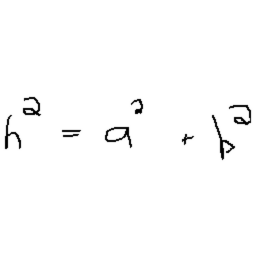 h² = a² + b²